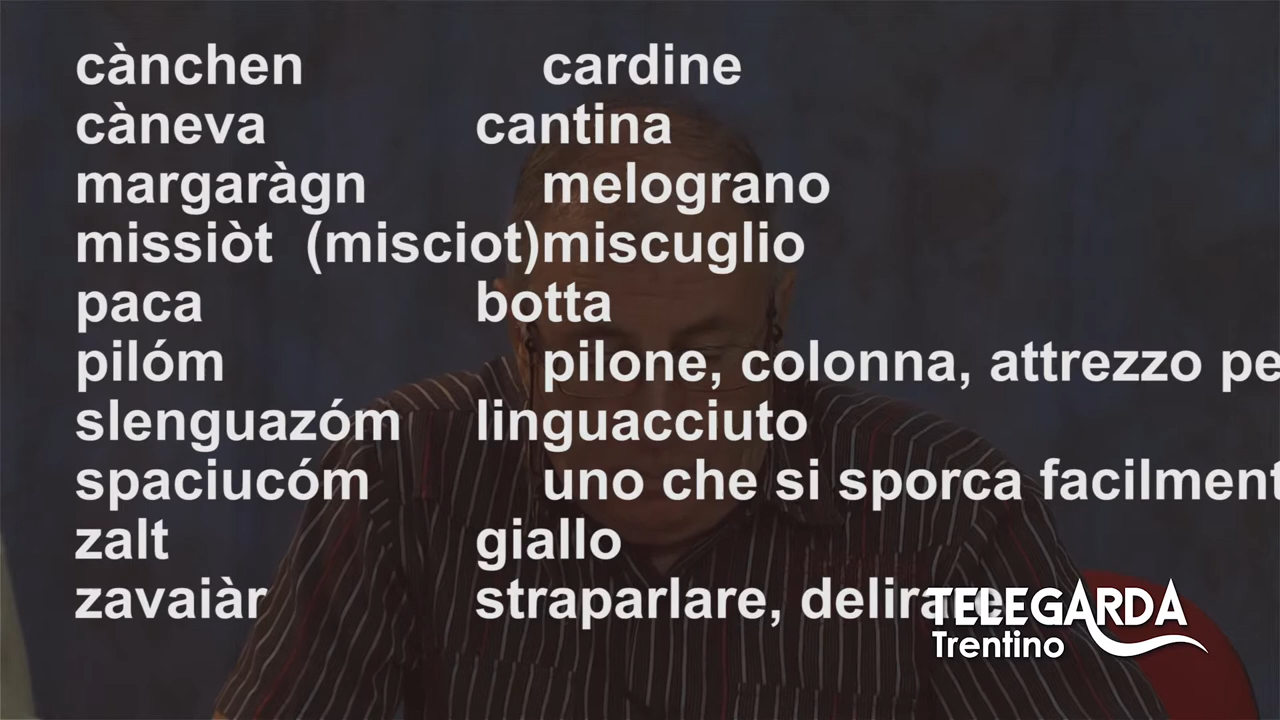 cànchen cardine
càneva cantina
margaràgn melograno
missiòt (misciot)miscuglio
paca botta
pilóm pilone, colonna, attrezzo pe
slenguazóm linguacciuto
spaciucóm uno che si sporca facilment
zalt giallo
zavaiàr straparlare, delirare
TELEGARDA
Trentino